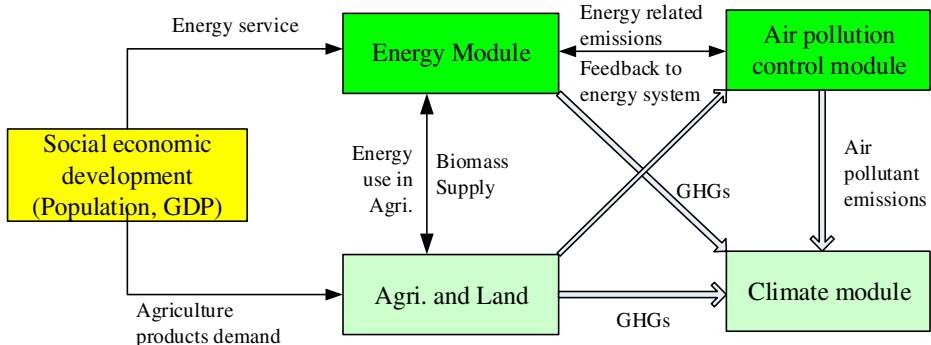 Energy service
Energy Module
Energy related
emissions
Feedback to
energy system
Air pollution
control module
Social economic
development
(Population, GDP)
Energy
use in
Agri.
Biomass
Supply
GHGs
Air
pollutant
emissions
Agri. and Land
Climate module
GHGs
Agriculture
products demand